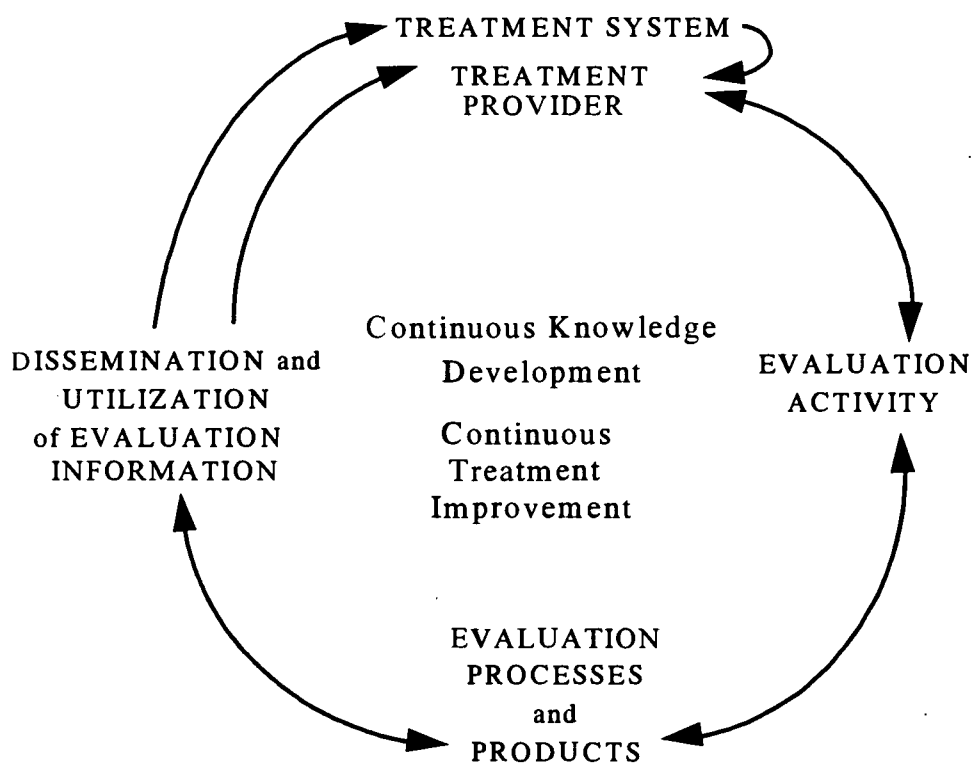 TREATMENT SYSTEM
TREATMENT
PROVIDER
DISSEMINATION and
UTILIZATION
of EVALUATION
INFORMATION
Continuous Knowledge
Development
Continuous
Treatment
Improvement
EVALUATION
ACTIVITY
EVALUATION
PROCESSES
and
PRODUCTS